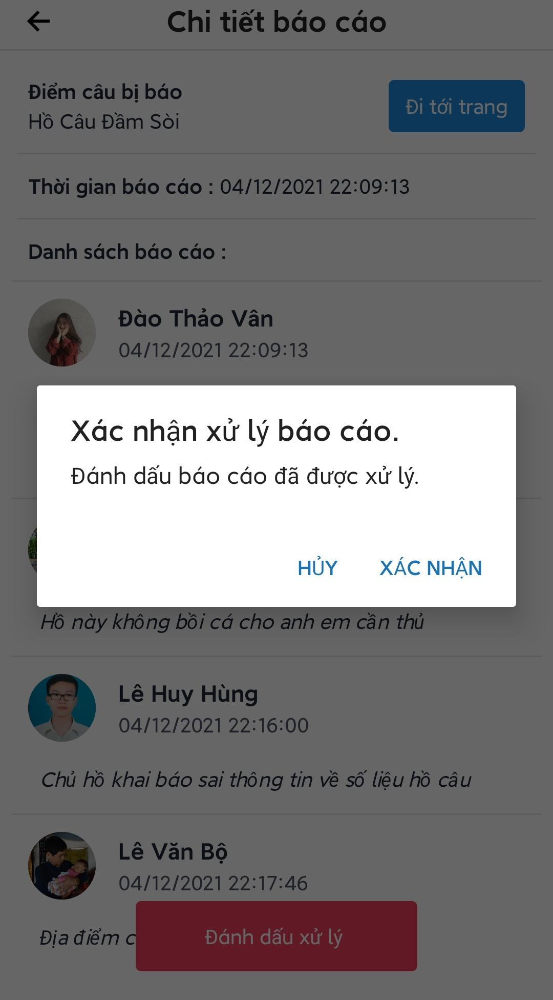 Chi tiết báo cáo
Điểm câu bị báo
Hồ Câu Đầm Sòi
Đi tới trang
Thời gian báo cáo : 04/12/2021 22:09:13
Danh sách báo cáo :
Đào Thảo Vân
04/12/2021 22:09:13
Xác nhận xử lý báo cáo.
Đánh dấu báo cáo đã được xử lý.
HỦY
XÁC NHẬN
Hồ này không bồi cá cho anh em cần thủ
Lê Huy Hùng
04/12/2021 22:16:00
Chủ hồ khai báo sai thông tin về số liệu hồ câu
Lê Văn Bộ
04/12/2021 22:17:46
Địa điểm c
Đánh dấu xử lý